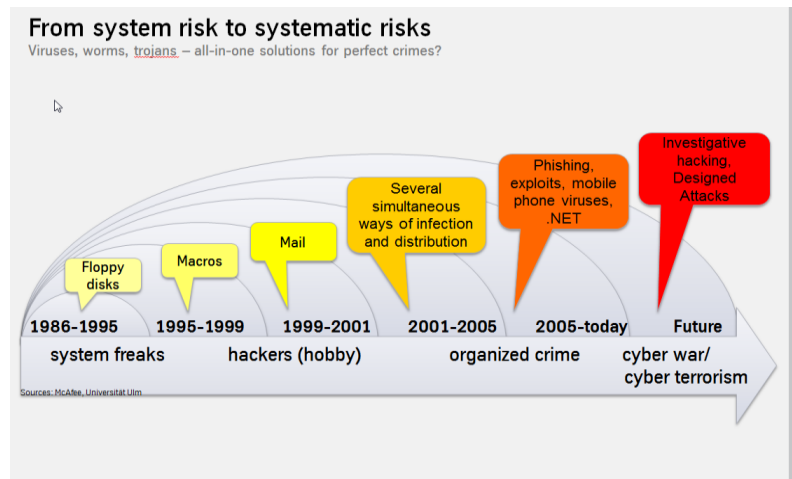 From system risk to systematic risks
Viruses, worms, trojans – all-in-one solutions for perfect crimes?
Investigative
hacking.
Designed
Attacks
Phishing,
exploits, mobile
phone viruses,
.NET
Several
simultaneous
ways of infection
and distribution
Mail
Macros
Floppy
disks
1986-1995
1995-1999
1999-2001
2001-2005
2005-today
Future
system freaks
hackers (hobby)
organized crime
cyber war/
cyber terrorism
Sources: McAfee, Universität Ulm